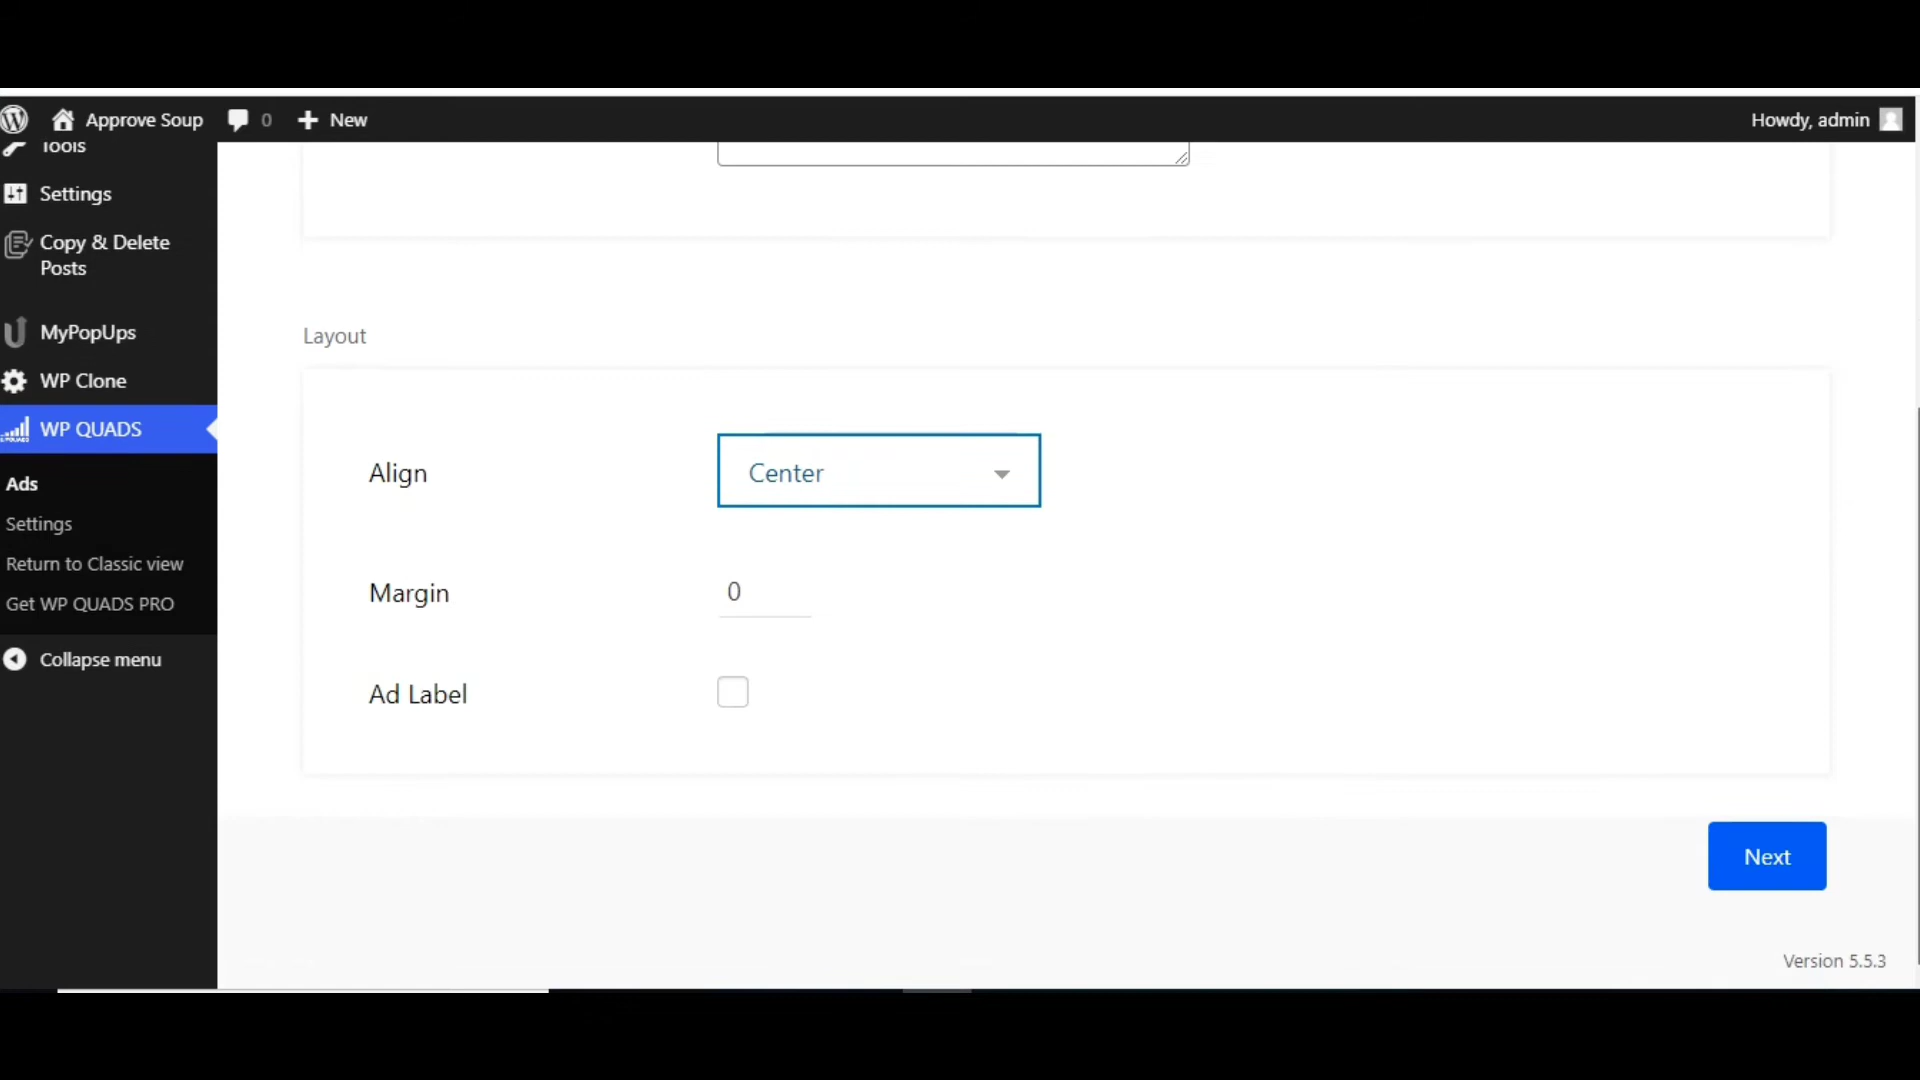 Approve Soup 0 New Howdy, admin
Tools
Settings
Copy & Delete
Posts
MyPopUps
WP Clone
WP QUADS
Ads
Settings
Return to Classic view
Get WP QUADS PRO
Collapse menu
Layout
Align Center
Margin 0
Ad Label
Next
Version 5.5.3